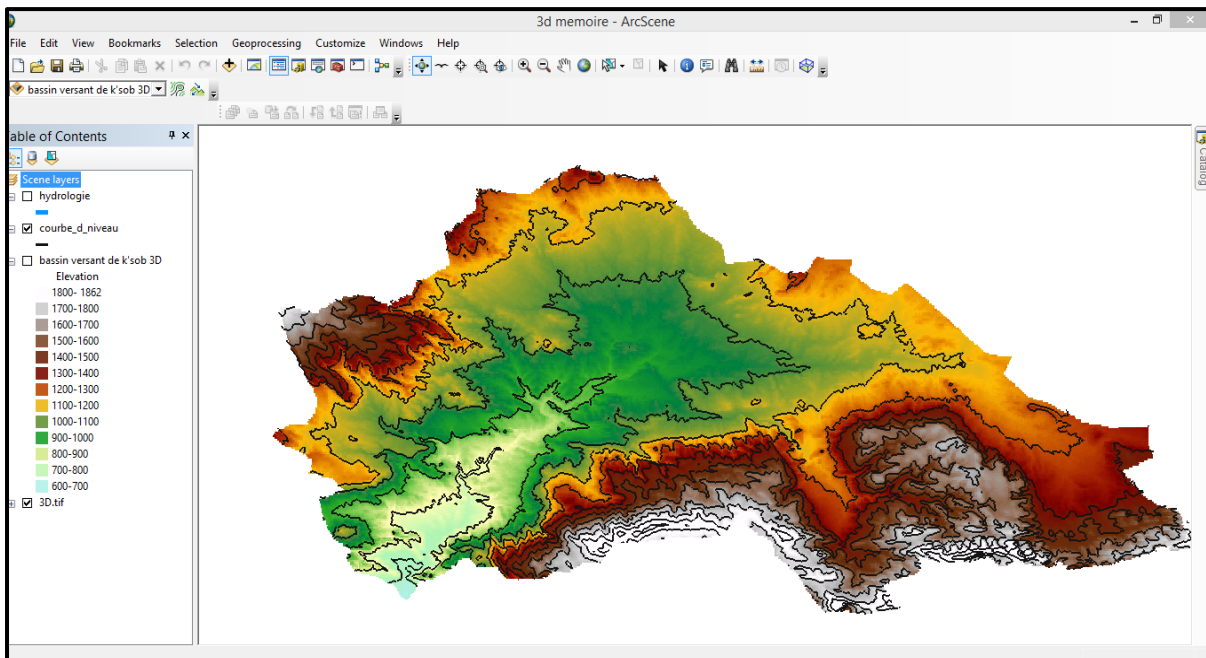 3d memoire - ArcScene
File Edit View Bookmarks Selection Geoprocessing Customize Windows Help
bassin versant de k'sob 3D
Table of Contents
Scene layers
hydrologie
courbe_d_niveau
bassin versant de k'sob 3D
Elevation
1800- 1862
1700-1800
1600-1700
1500-1600
1400-1500
1300-1400
1200-1300
1100-1200
1000-1100
900-1000
800-900
700-800
600-700
3D.tif
Catalog